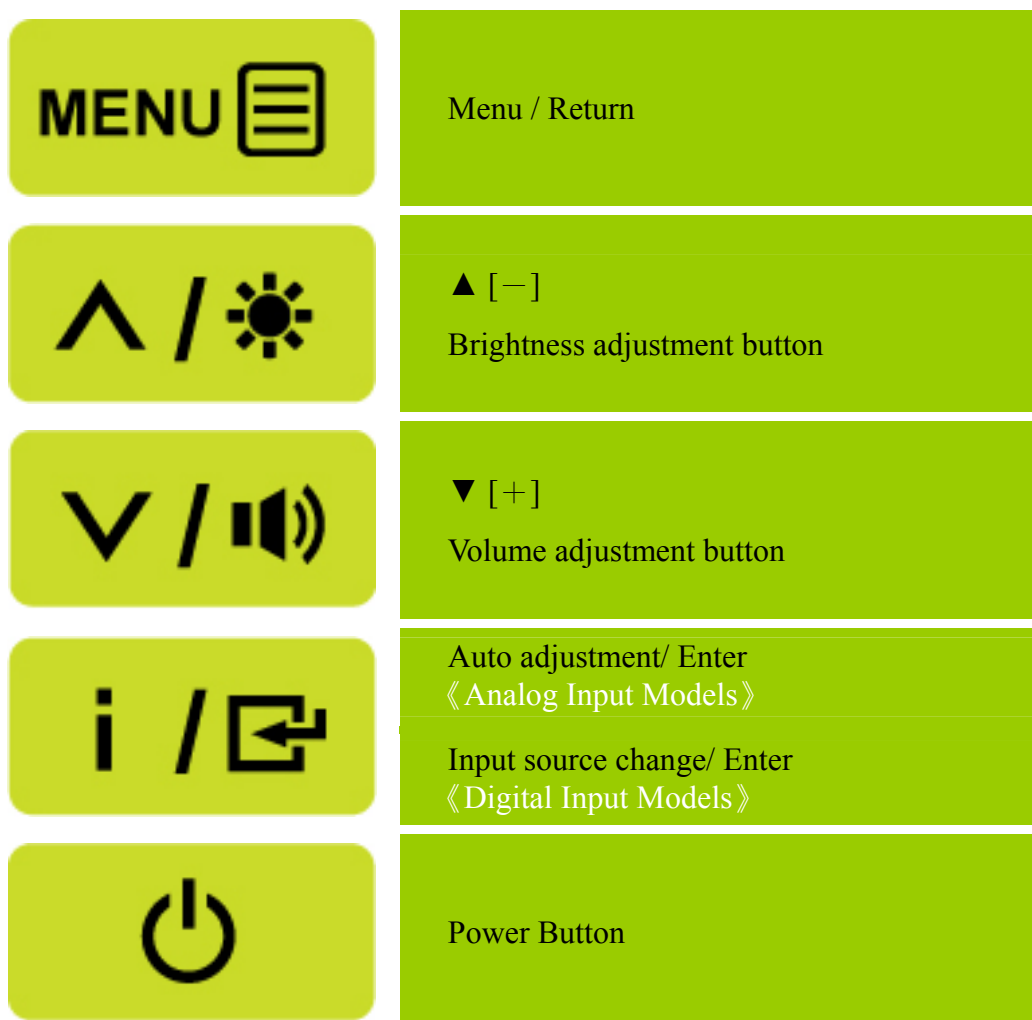 MENU
Menu / Return
/
▲ [－]
Brightness adjustment button
/
▼ [＋]
Volume adjustment button
i /
Auto adjustment/ Enter
《Analog Input Models》
Input source change/ Enter
《Digital Input Models》
Power Button